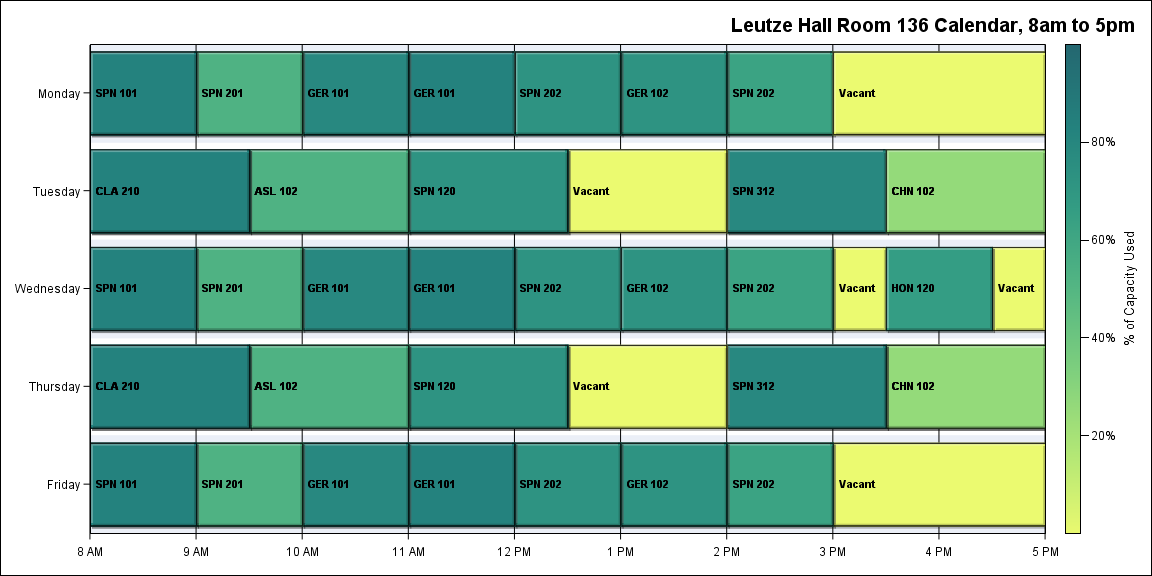 Leutze Hall Room 136 Calendar, 8am to 5pm
Monday
SPN 101
SPN 201
GER 101
GER 101
SPN 202
GER 102
SPN 202
Vacant
Tuesday
CLA 210
ASL 102
SPN 120
Vacant
SPN 312
CHN 102
Wednesday
SPN 101
SPN 201
GER 101
GER 101
SPN 202
GER 102
SPN 202
Vacant
HON 120
Vacant
Thursday
CLA 210
ASL 102
SPN 120
Vacant
SPN 312
CHN 102
Friday
SPN 101
SPN 201
GER 101
GER 101
SPN 202
GER 102
SPN 202
Vacant
8 AM
9 AM
10 AM
11 AM
12 PM
1 PM
2 PM
3 PM
4 PM
5 PM
80%
60%
40%
20%
% of Capacity Used